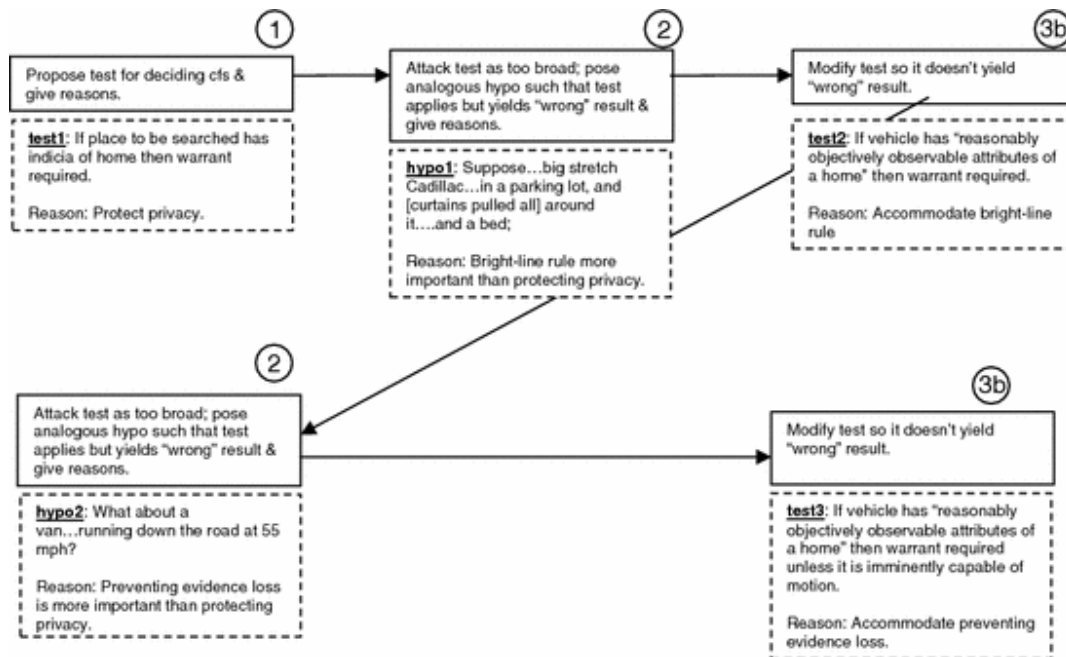 1
Propose test for deciding cfs &
give reasons.
test1: If place to be searched has
indicia of home then warrant
required.
Reason: Protect privacy.
2
Attack test as too broad; pose
analogous hypo such that test
applies but yields “wrong” result &
give reasons.
hypo1: Suppose…big stretch
Cadillac…in a parking lot, and
[curtains pulled all] around
it….and a bed;
Reason: Bright-line rule more
important than protecting privacy.
3b
Modify test so it doesn't yield
“wrong” result.
test2: If vehicle has “reasonably
objectively observable attributes of
a home” then warrant required.
Reason: Accommodate bright-line
rule
2
Attack test as too broad; pose
analogous hypo such that test
applies but yields “wrong” result &
give reasons.
hypo2: What about a
van…running down the road at 55
mph?
Reason: Preventing evidence loss
is more important than protecting
privacy.
3b
Modify test so it doesn't yield
“wrong” result.
test3: If vehicle has “reasonably
objectively observable attributes of
a home” then warrant required
unless it is imminently capable of
motion.
Reason: Accommodate preventing
evidence loss.